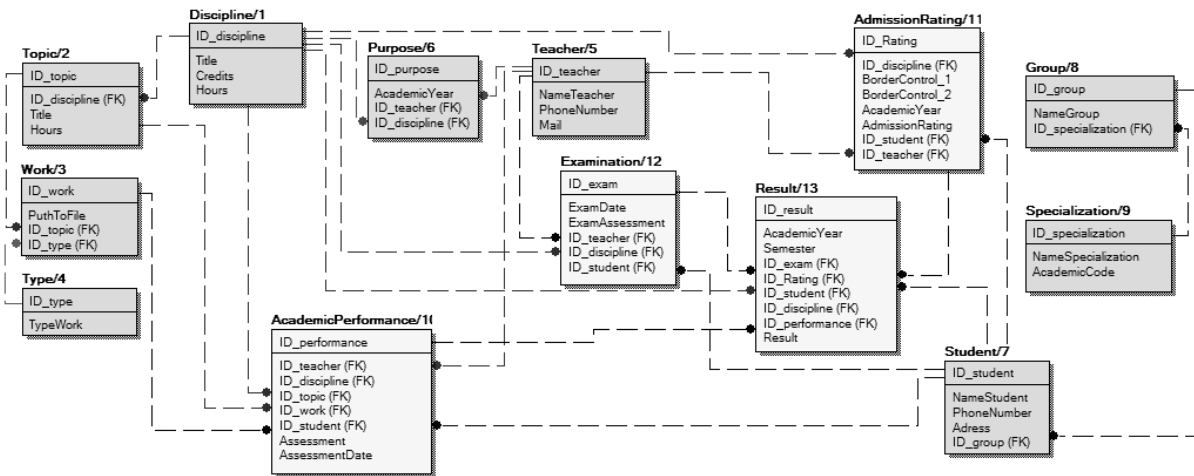 Discipline/1
ID_discipline
Title
Credits
Hours
Topic/2
ID_topic
ID_discipline (FK)
Title
Hours
Work/3
ID_work
PuthToFile
ID_topic (FK)
ID_type (FK)
Type/4
ID_type
TypeWork
Purpose/6
ID_purpose
AcademicYear
ID_teacher (FK)
ID_discipline (FK)
Teacher/5
ID_teacher
NameTeacher
PhoneNumber
Mail
AdmissionRating/11
ID_Rating
ID_discipline (FK)
BorderControl_1
BorderControl_2
AcademicYear
AdmissionRating
ID_student (FK)
ID_teacher (FK)
Group/8
ID_group
NameGroup
ID_specialization (FK)
Specialization/9
ID_specialization
NameSpecialization
AcademicCode
Examination/12
ID_exam
ExamDate
ExamAssessment
ID_teacher (FK)
ID_discipline (FK)
ID_student (FK)
Result/13
ID_result
AcademicYear
Semester
ID_exam (FK)
ID_Rating (FK)
ID_student (FK)
ID_discipline (FK)
ID_performance (FK)
Result
AcademicPerformance/10
ID_performance
ID_teacher (FK)
ID_discipline (FK)
ID_topic (FK)
ID_work (FK)
ID_student (FK)
Assessment
AssessmentDate
Student/7
ID_student
NameStudent
PhoneNumber
Adress
ID_group (FK)